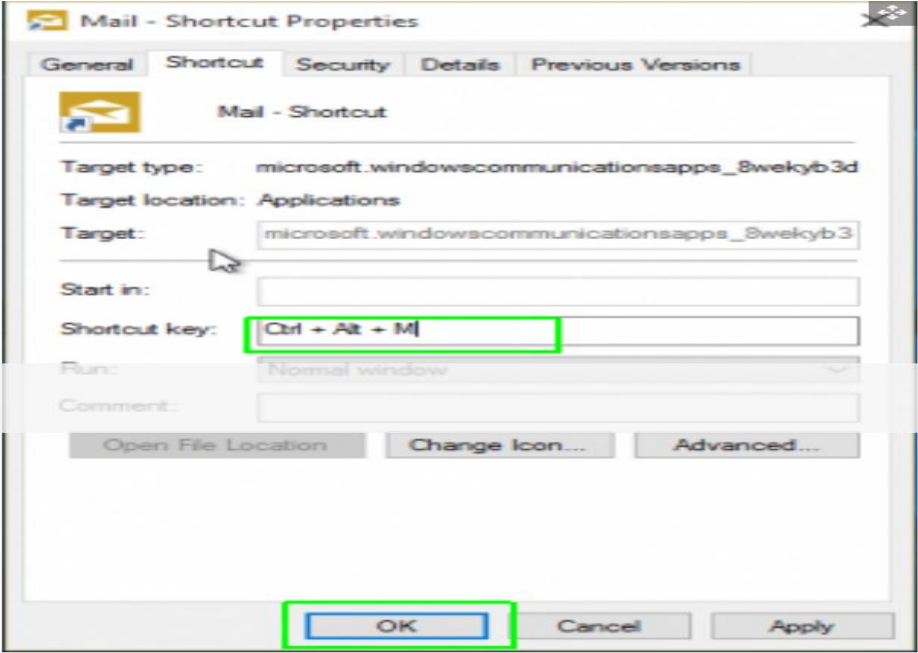 Mail - Shortcut Properties
General Shortcut Security Details Previous Versions
Mail - Shortcut
Target type: microsoft.windowscommunicationsapps_8wekyb3d
Target location: Applications
Target: microsoft.windowscommunicationsapps_8wekyb3
Start in:
Shortcut key: Ctrl + Alt + M
Run: Normal window
Comment:
Open File Location Change Icon... Advanced...
OK Cancel Apply